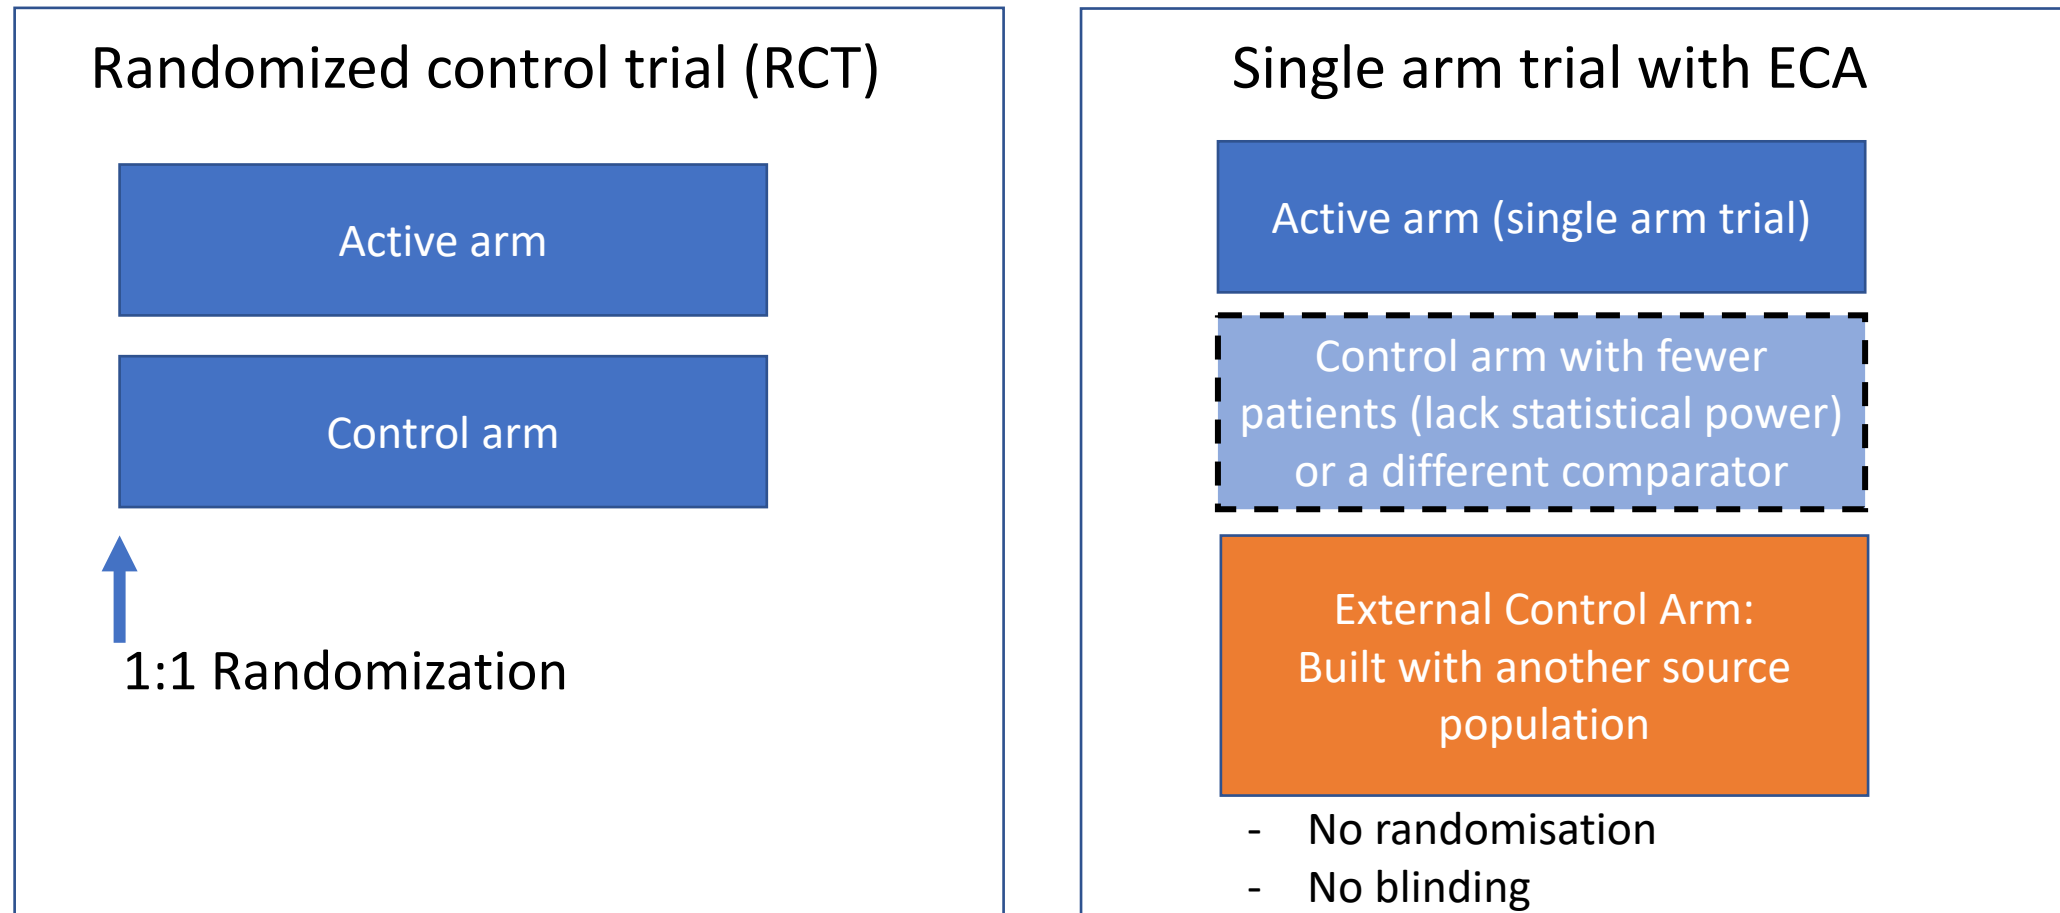 Randomized control trial (RCT)
Active arm
Control arm
1:1 Randomization
Single arm trial with ECA
Active arm (single arm trial)
Control arm with fewer
patients (lack statistical power)
or a different comparator
External Control Arm:
Built with another source
population
- No randomisation
- No blinding